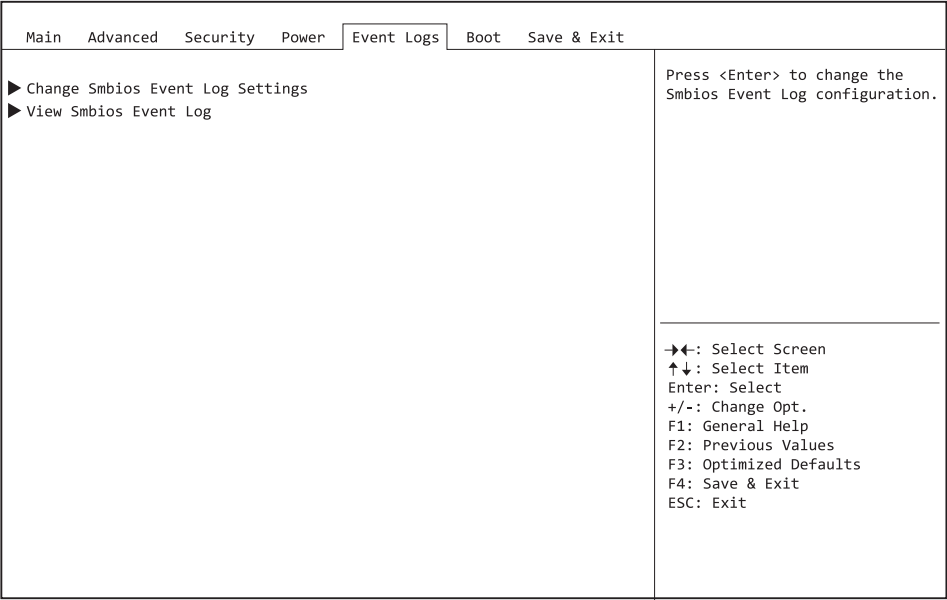 Main Advanced Security Power Event Logs Boot Save & Exit
▶ Change Smbios Event Log Settings
▶ View Smbios Event Log
Press <Enter> to change the
Smbios Event Log configuration.
→←: Select Screen
↑↓: Select Item
Enter: Select
+/-: Change Opt.
F1: General Help
F2: Previous Values
F3: Optimized Defaults
F4: Save & Exit
ESC: Exit